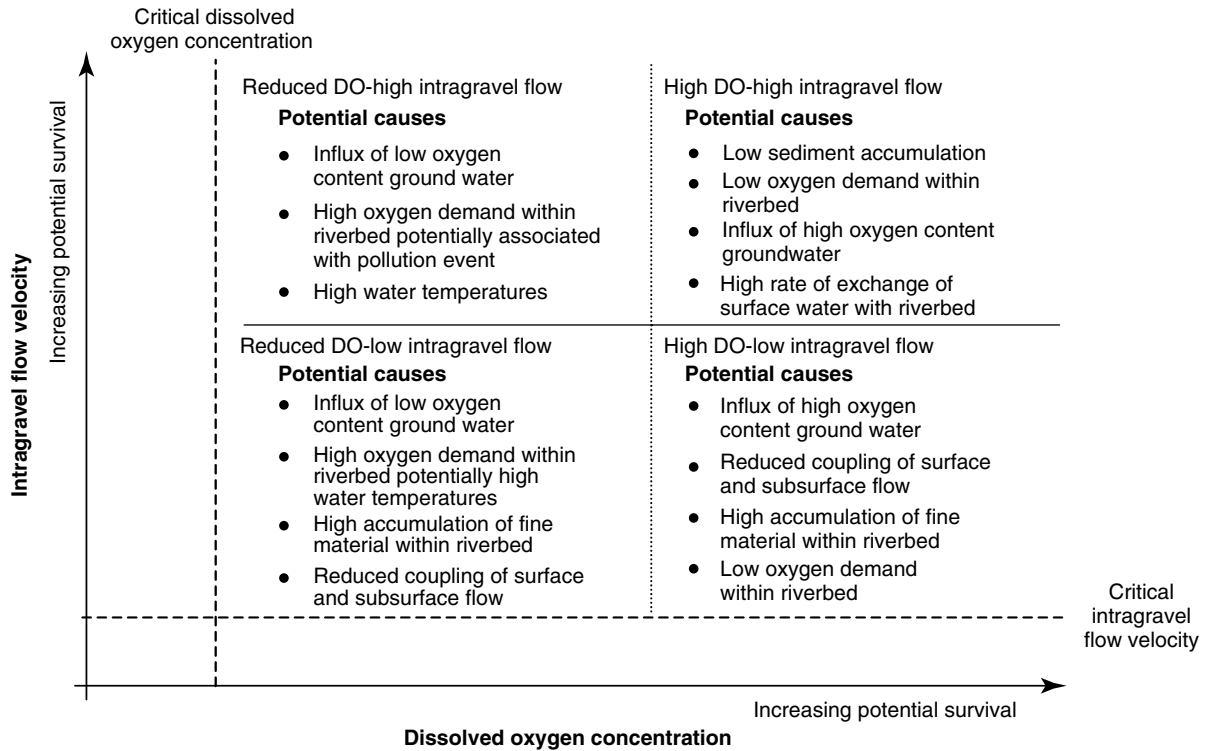 Critical dissolved
oxygen concentration
Intragravel flow velocity
Increasing potential survival
Reduced DO-high intragravel flow
Potential causes
● Influx of low oxygen
content ground water
● High oxygen demand within
riverbed potentially associated
with pollution event
● High water temperatures
High DO-high intragravel flow
Potential causes
● Low sediment accumulation
● Low oxygen demand within
riverbed
● Influx of high oxygen content
groundwater
● High rate of exchange of
surface water with riverbed
Reduced DO-low intragravel flow
Potential causes
● Influx of low oxygen
content ground water
● High oxygen demand within
riverbed potentially high
water temperatures
● High accumulation of fine
material within riverbed
● Reduced coupling of surface
and subsurface flow
High DO-low intragravel flow
Potential causes
● Influx of high oxygen
content ground water
● Reduced coupling of surface
and subsurface flow
● High accumulation of fine
material within riverbed
● Low oxygen demand
within riverbed
Critical
intragravel
flow velocity
Increasing potential survival
Dissolved oxygen concentration